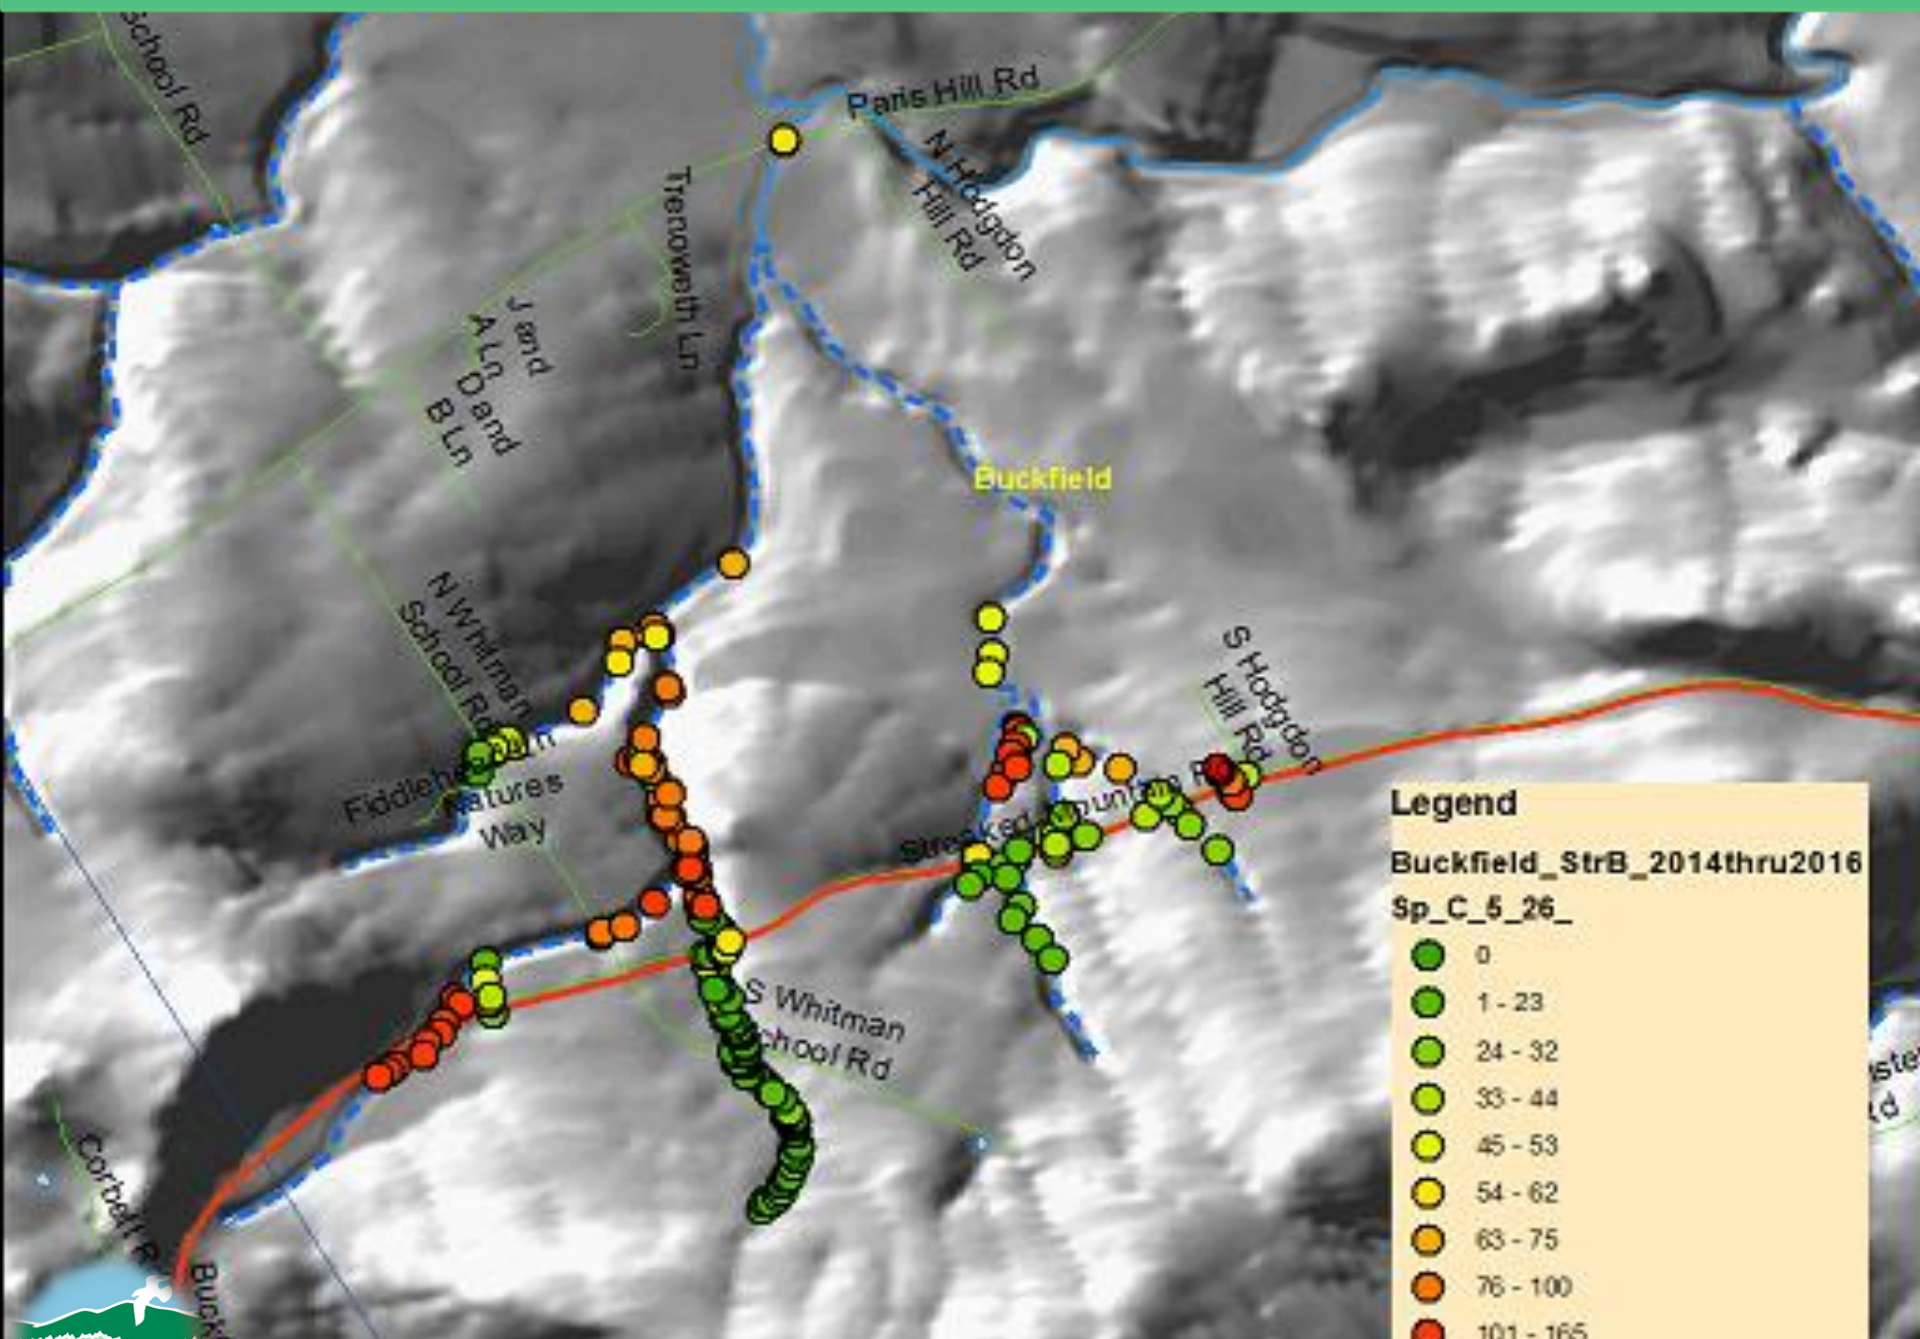 School Rd
Paris Hill Rd
N Hodgdon
Hill Rd
Trenoweth Ln
J and
A Ln
D and
B Ln
Buckfield
N Whitman
School Rd
S Hodgdon
Hill Rd
Natures
Way
S Whitman
School Rd
Legend
Buckfield_StrB_2014thru2016
Sp_C_5_26_
0
1 - 23
24 - 32
33 - 44
45 - 53
54 - 62
63 - 75
76 - 100
101 - 165